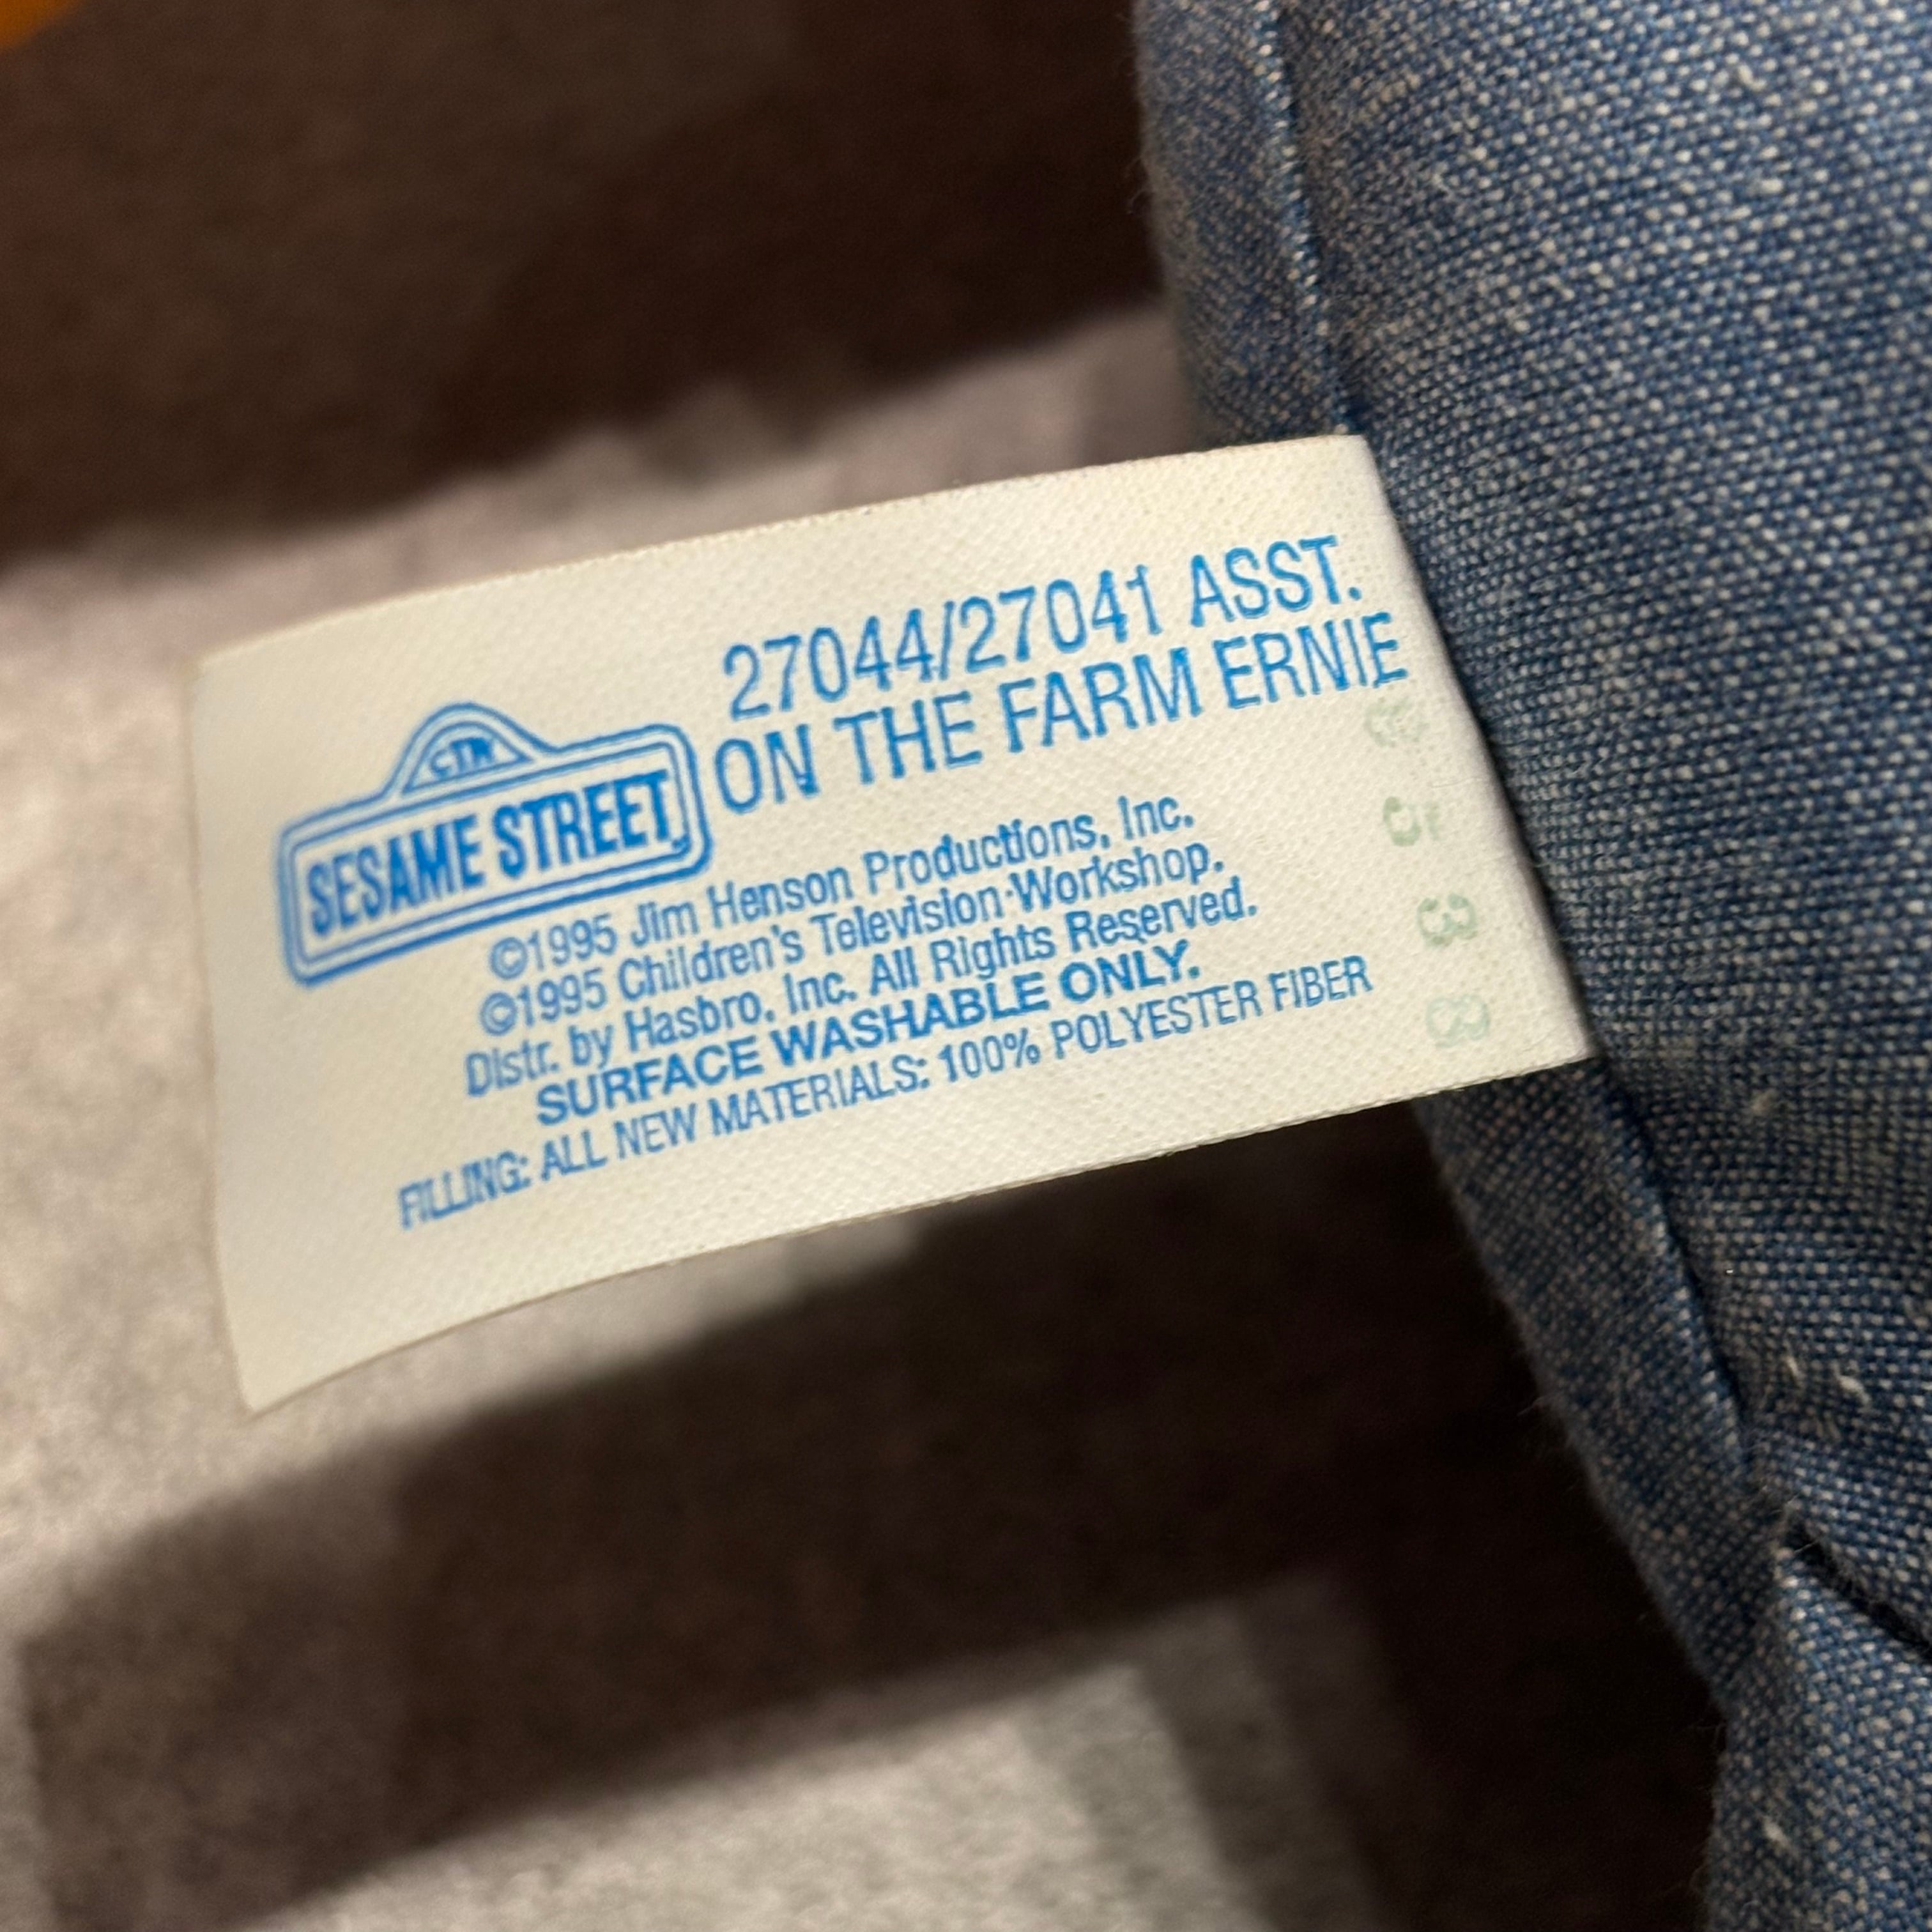 27044/27041 ASST.
ON THE FARM ERNIE
CTW
SESAME STREET
©1995 Jim Henson Productions, Inc.
©1995 Children's Television Workshop.
Distr. by Hasbro, Inc. All Rights Reserved.
SURFACE WASHABLE ONLY.
FILLING: ALL NEW MATERIALS: 100% POLYESTER FIBER